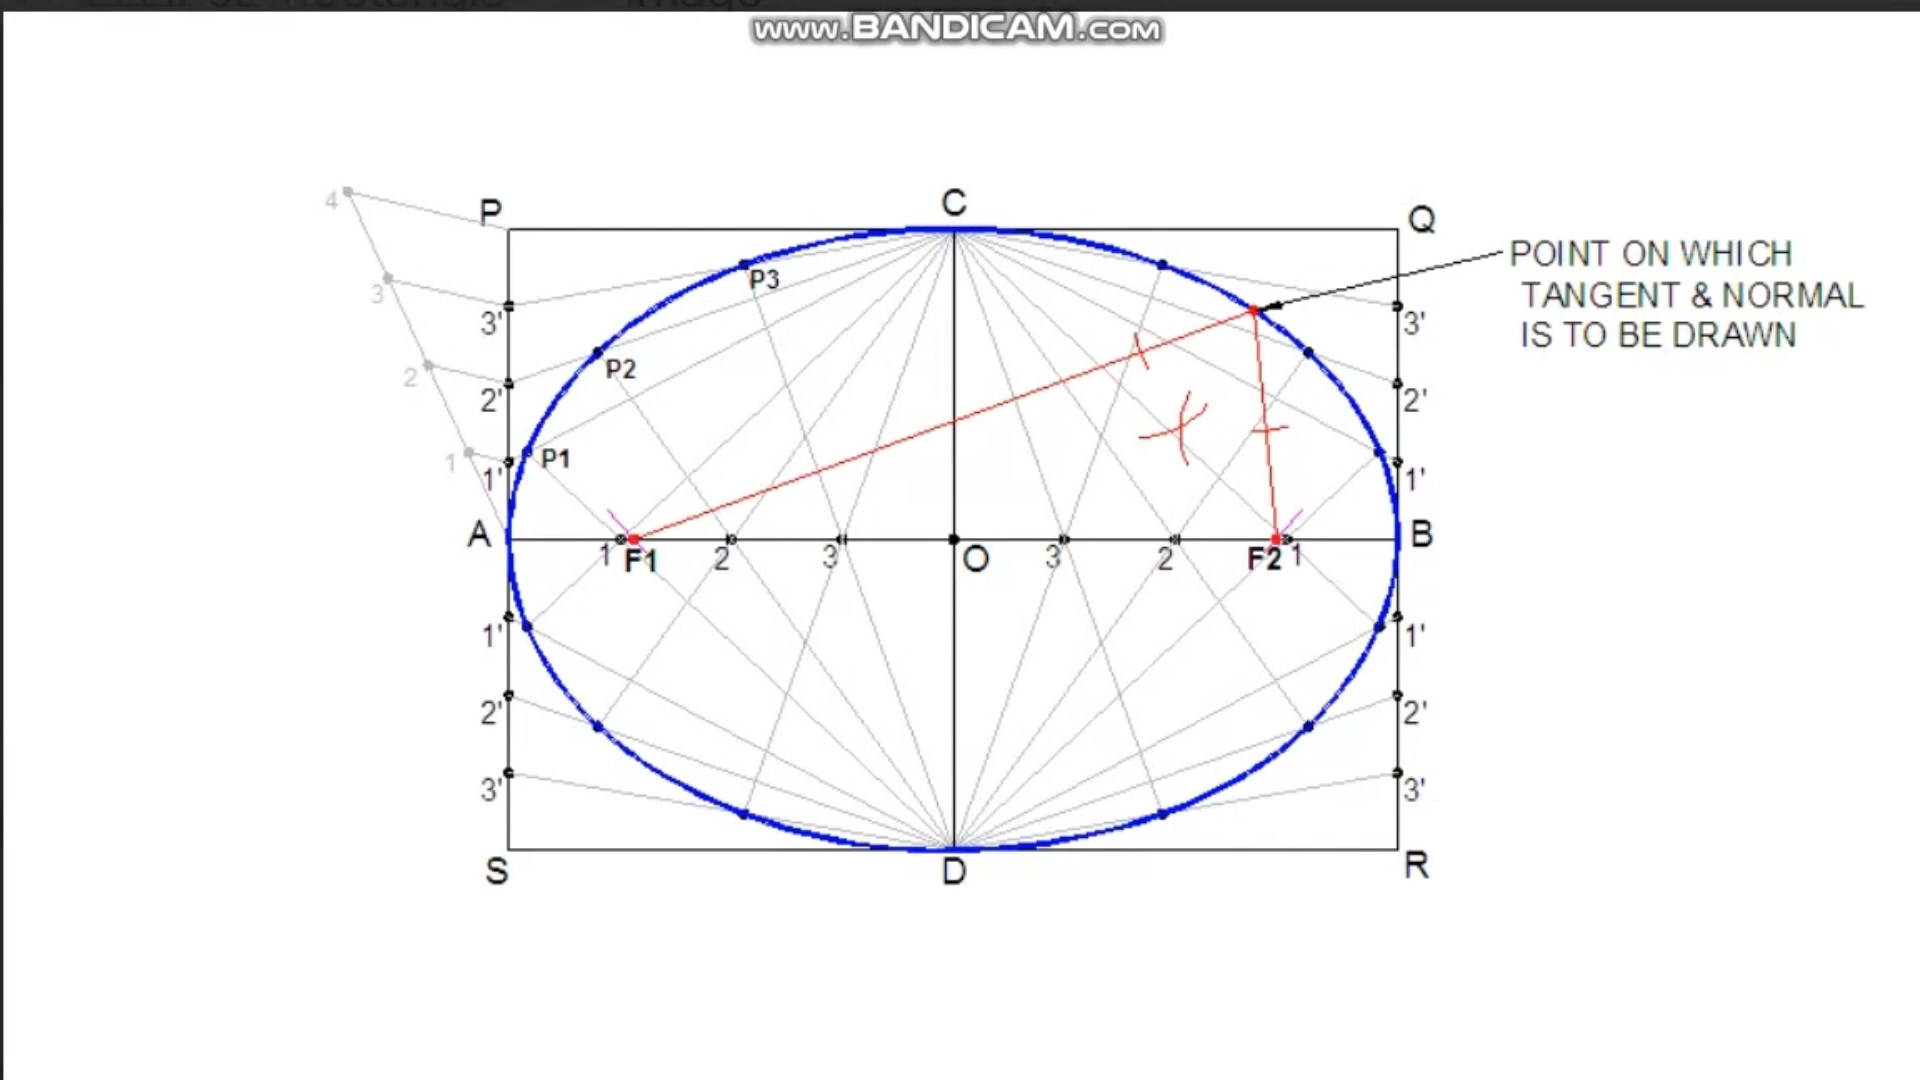 www.BANDICAM.com
C
P
Q
4
POINT ON WHICH
TANGENT & NORMAL
IS TO BE DRAWN
P3
3
3'
3'
2
P2
2'
2'
1
P1
1'
1'
A
B
1
F1
2
3
O
3
2
F2
1
1'
1'
2'
2'
3'
3'
S
D
R